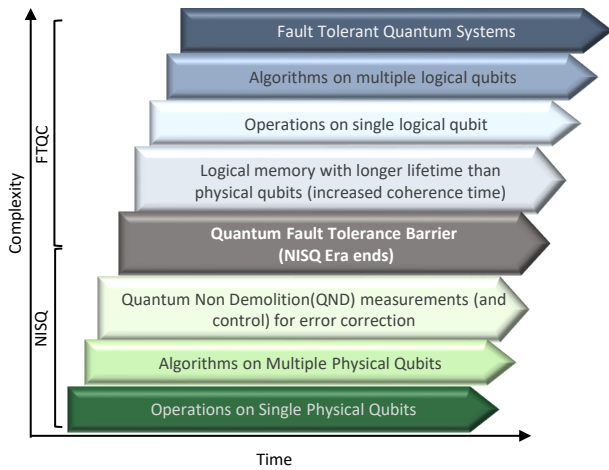 Fault Tolerant Quantum Systems
Algorithms on multiple logical qubits
Operations on single logical qubit
Logical memory with longer lifetime than
physical qubits (increased coherence time)
Quantum Fault Tolerance Barrier
(NISQ Era ends)
Quantum Non Demolition(QND) measurements (and
control) for error correction
Algorithms on Multiple Physical Qubits
Operations on Single Physical Qubits
FTQC
NISQ
Complexity
Time